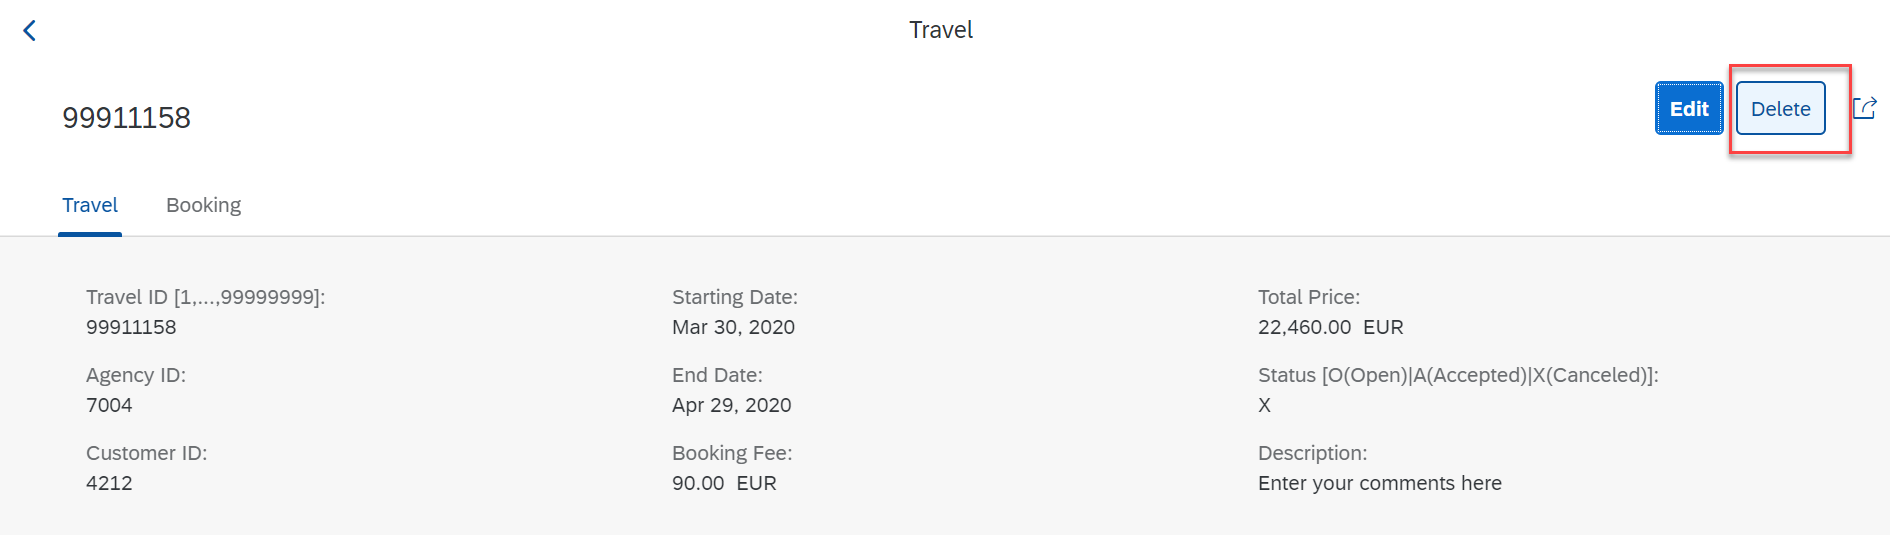 Travel
99911158
Edit Delete
Travel Booking
Travel ID [1,...,99999999]: Starting Date: Total Price:
99911158 Mar 30, 2020 22,460.00 EUR
Agency ID: End Date: Status [O(Open)|A(Accepted)|X(Canceled)]:
7004 Apr 29, 2020 X
Customer ID: Booking Fee: Description:
4212 90.00 EUR Enter your comments here